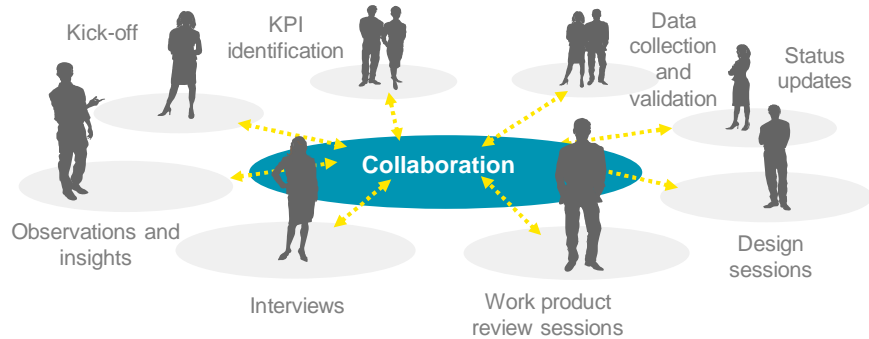 Kick-off
KPI
identification
Data
collection
and
validation
Status
updates
Collaboration
Observations and
insights
Interviews
Work product
review sessions
Design
sessions